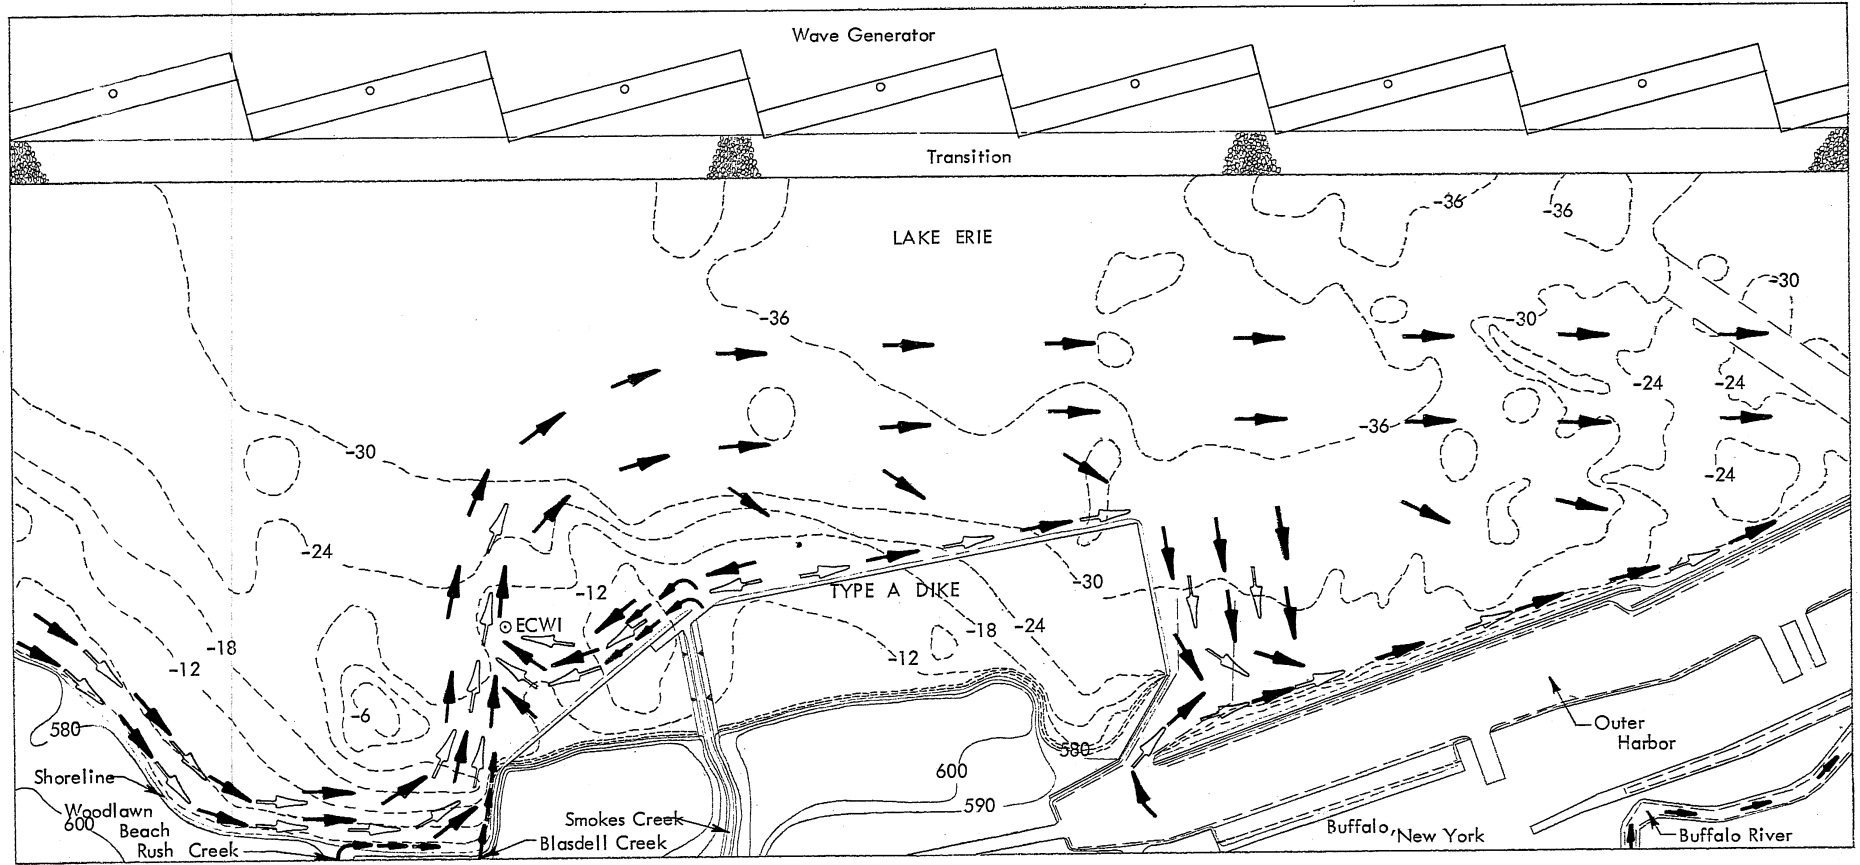 Wave Generator
Transition
LAKE ERIE
-36
-36
-30
-36
-30
-24
-24
-36
-30
-24
-24
-12
TYPE A DIKE
-30
ECWI
-18
-24
-18
-12
-12
-6
580
Outer
Harbor
580
Shoreline
600
590
Woodlawn
600
Beach
Rush Creek
Smokes Creek
Blasdell Creek
Buffalo, New York
Buffalo River